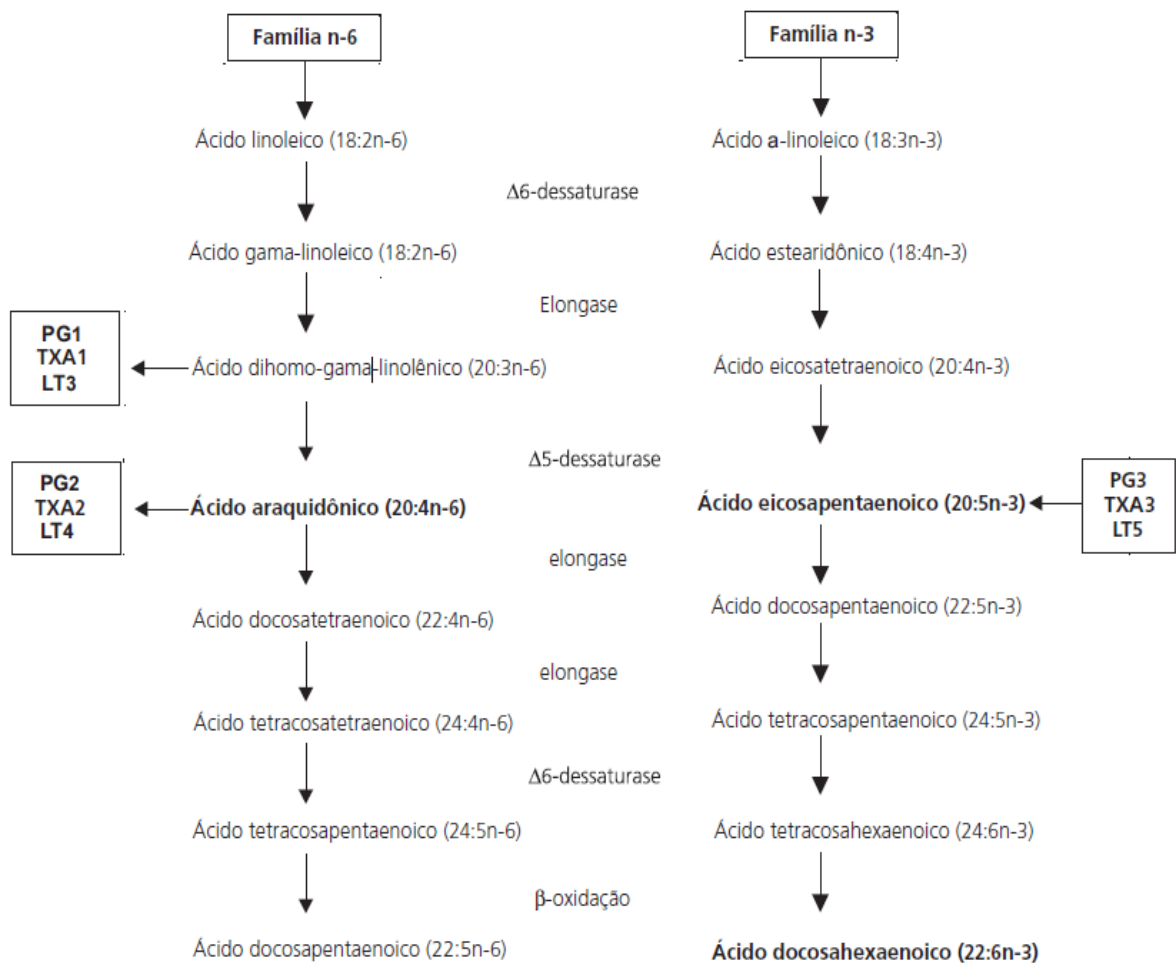 Família n-6
Família n-3
Ácido linoleico (18:2n-6)
Ácido a-linoleico (18:3n-3)
Δ6-dessaturase
Ácido gama-linoleico (18:2n-6)
Ácido estearidônico (18:4n-3)
Elongase
PG1
TXA1
LT3
Ácido dihomo-gama-linolênico (20:3n-6)
Ácido eicosatetraenoico (20:4n-3)
Δ5-dessaturase
PG2
TXA2
LT4
Ácido araquidônico (20:4n-6)
Ácido eicosapentaenoico (20:5n-3)
PG3
TXA3
LT5
elongase
Ácido docosatetraenoico (22:4n-6)
Ácido docosapentaenoico (22:5n-3)
elongase
Ácido tetracosatetraenoico (24:4n-6)
Ácido tetracosapentaenoico (24:5n-3)
Δ6-dessaturase
Ácido tetracosapentaenoico (24:5n-6)
Ácido tetracosahexaenoico (24:6n-3)
β-oxidação
Ácido docosapentaenoico (22:5n-6)
Ácido docosahexaenoico (22:6n-3)